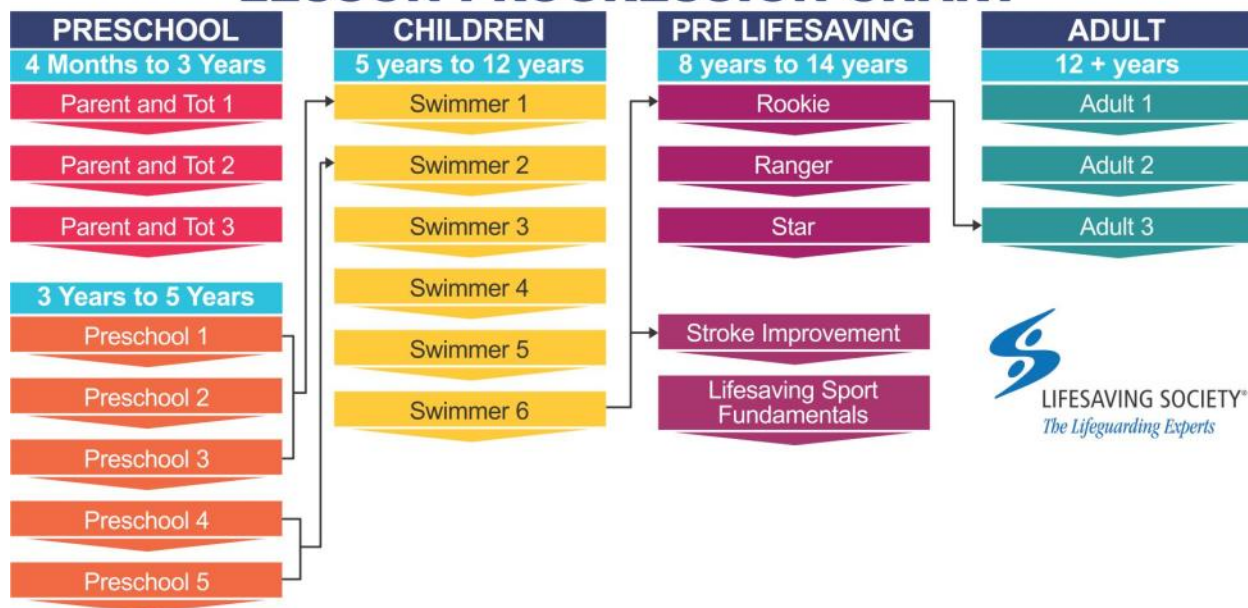 LESSON PROGRESSION CHART
PRESCHOOL
4 Months to 3 Years
Parent and Tot 1
Parent and Tot 2
Parent and Tot 3
3 Years to 5 Years
Preschool 1
Preschool 2
Preschool 3
Preschool 4
Preschool 5
CHILDREN
5 years to 12 years
Swimmer 1
Swimmer 2
Swimmer 3
Swimmer 4
Swimmer 5
Swimmer 6
PRE LIFESAVING
8 years to 14 years
Rookie
Ranger
Star
Stroke Improvement
Lifesaving Sport
Fundamentals
ADULT
12 + years
Adult 1
Adult 2
Adult 3
LIFESAVING SOCIETY®
The Lifeguarding Experts